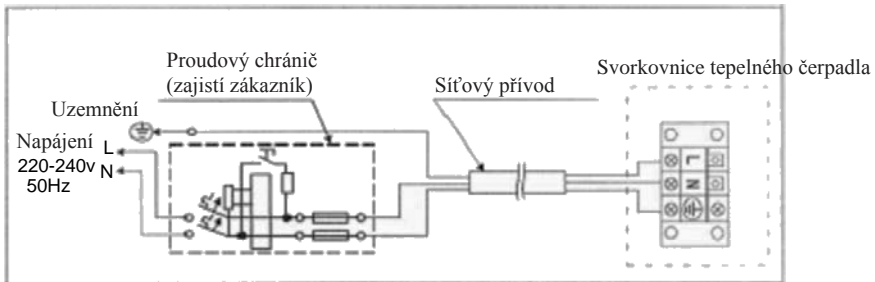 Proudový chránič
(zajistí zákazník)
Síťový přívod
Svorkovnice tepelného čerpadla
Uzemnění
Napájení L
220-240v N
50Hz
L
N